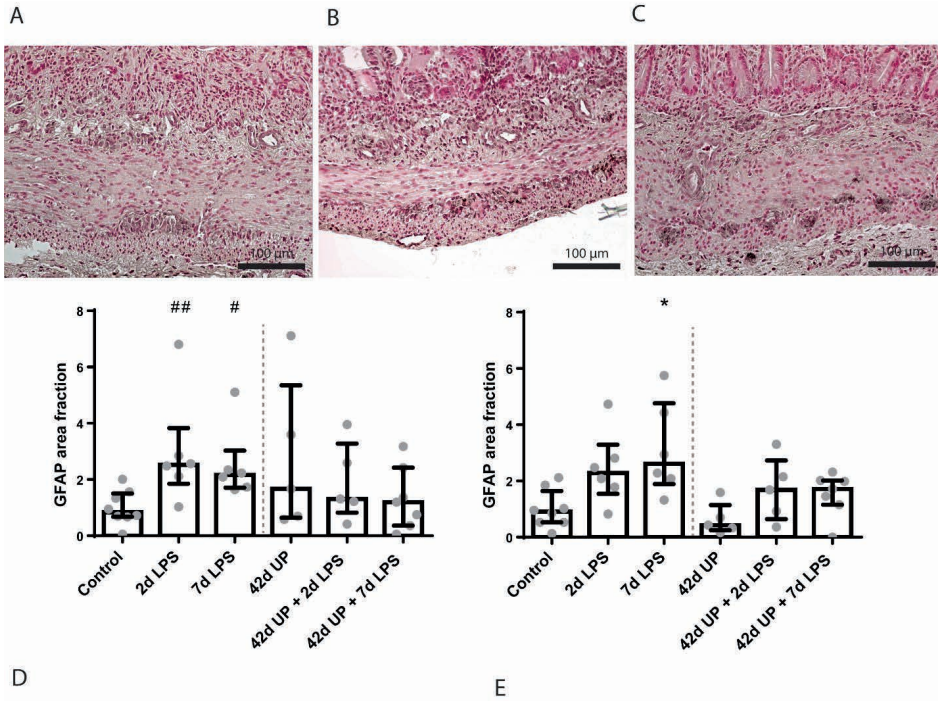 A
B
C
100 µm
100 µm
100 µm
##
#
8
6
4
2
0
GFAP area fraction
Control
2d LPS
7d LPS
42d UP
42d UP + 2d LPS
42d UP + 7d LPS
*
8
6
4
2
0
GFAP area fraction
Control
2d LPS
7d LPS
42d UP
42d UP + 2d LPS
42d UP + 7d LPS
D
E